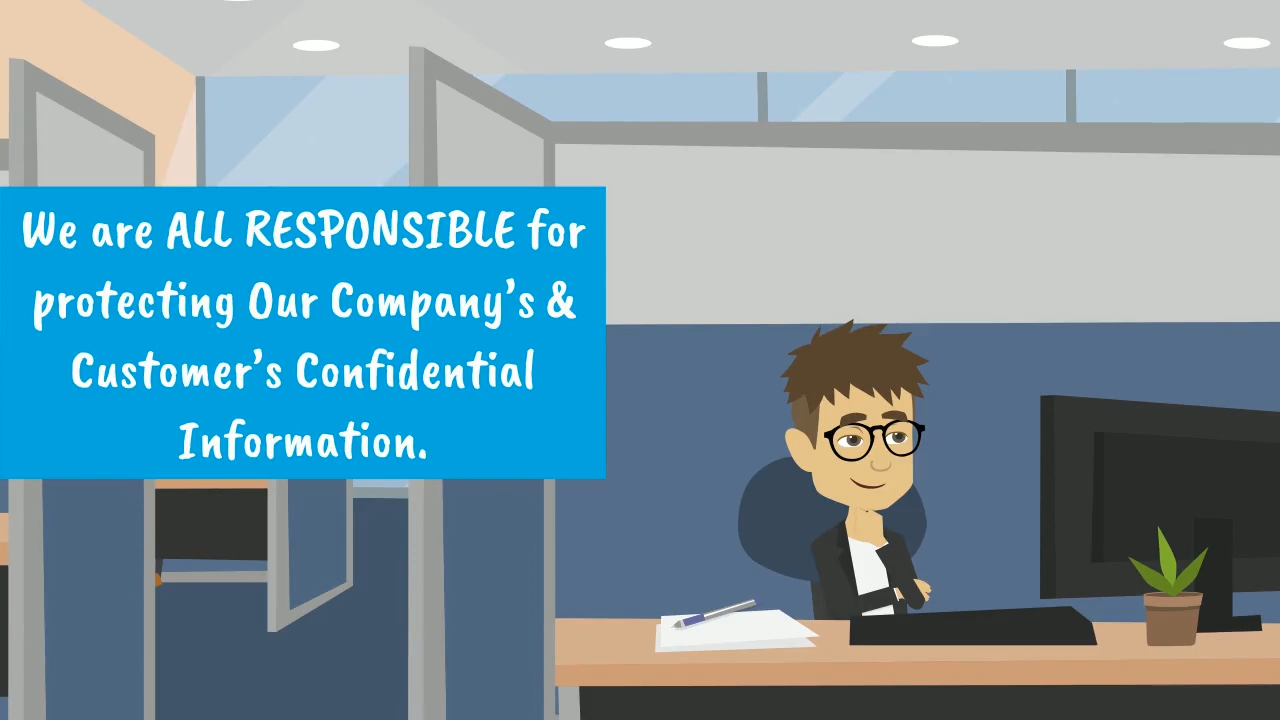 We are ALL RESPONSIBLE for
protecting Our Company's &
Customer's Confidential
Information.